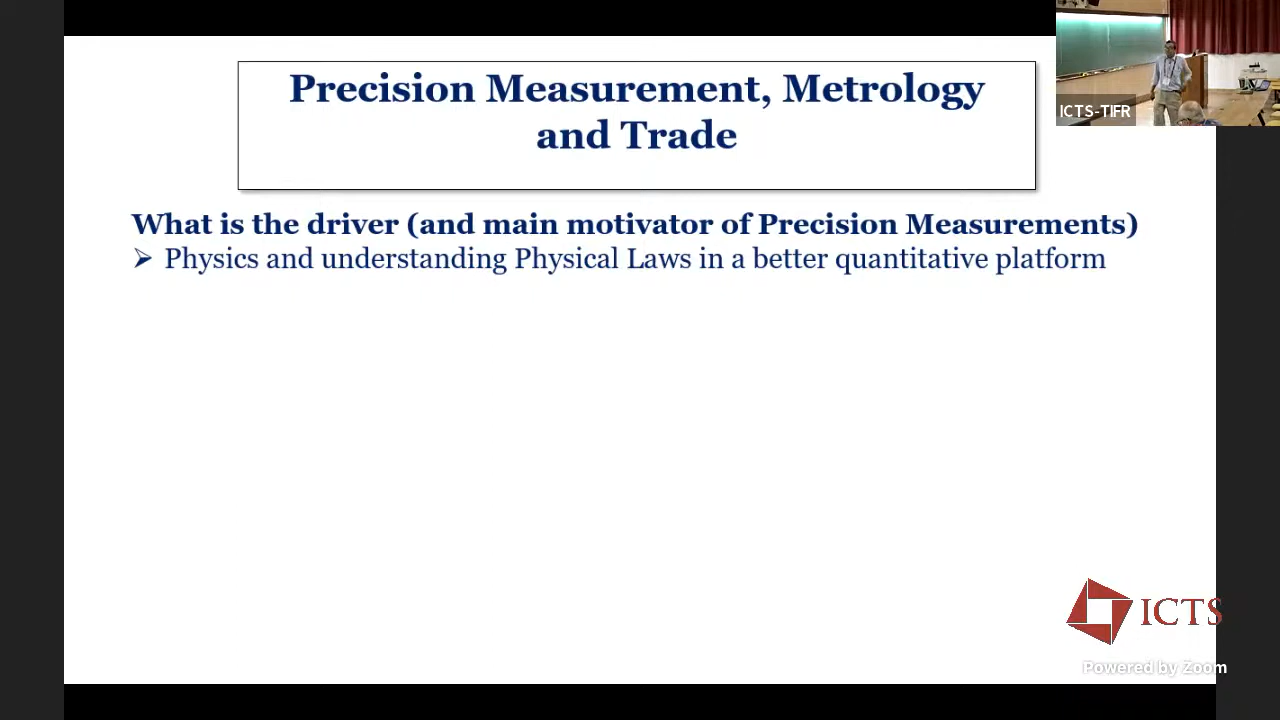 Precision Measurement, Metrology
and Trade
ICTS-TIFR
What is the driver (and main motivator of Precision Measurements)
➢ Physics and understanding Physical Laws in a better quantitative platform
ICTS
Powered by Zoom